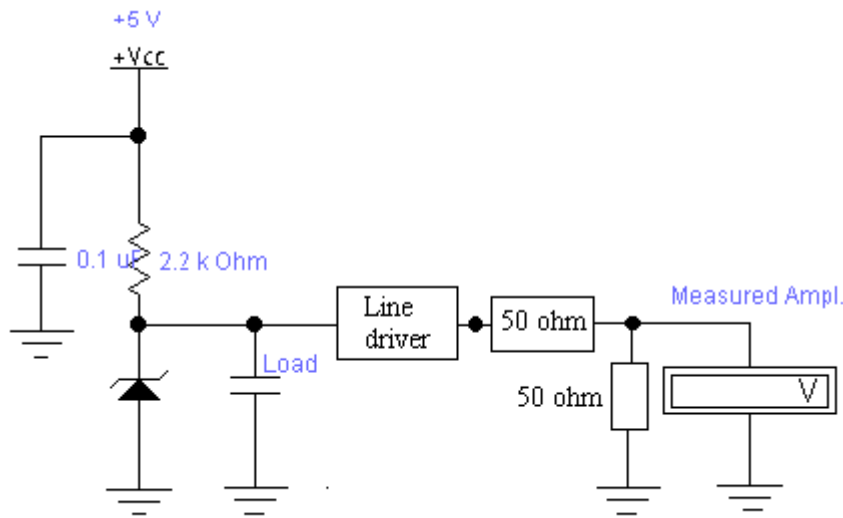 +5 V
+Vcc
0.1 uF
2.2 k Ohm
Load
Line
driver
50 ohm
50 ohm
Measured Ampl.
V